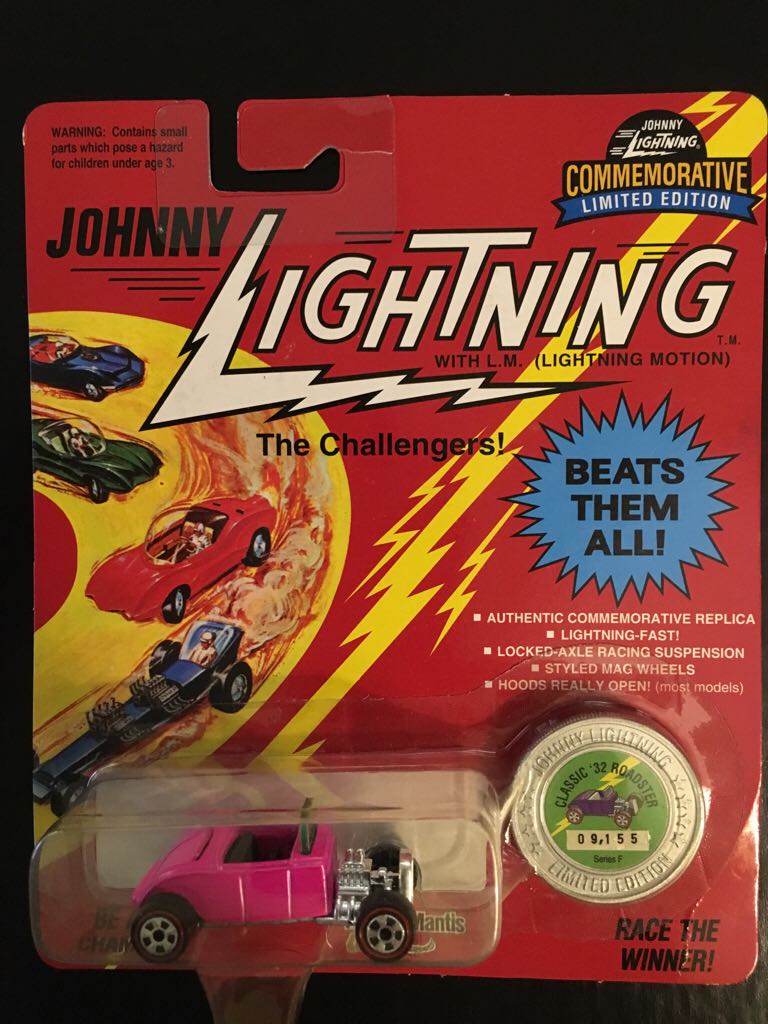 WARNING: Contains small
parts which pose a hazard
for children under age 3.
JOHNNY
LIGHTNING
COMMEMORATIVE
LIMITED EDITION
JOHNNY
LIGHTNING
T.M.
WITH L.M. (LIGHTNING MOTION)
The Challengers!
BEATS
THEM
ALL!
■ AUTHENTIC COMMEMORATIVE REPLICA
■ LIGHTNING-FAST!
■ LOCKED-AXLE RACING SUSPENSION
■ STYLED MAG WHEELS
■ HOODS REALLY OPEN! (most models)
JOHNNY LIGHTNING
CLASSIC '32 ROADSTER
09,155
Series F
LIMITED EDITION
BE
CHAM
Mantis
RACE THE
WINNER!